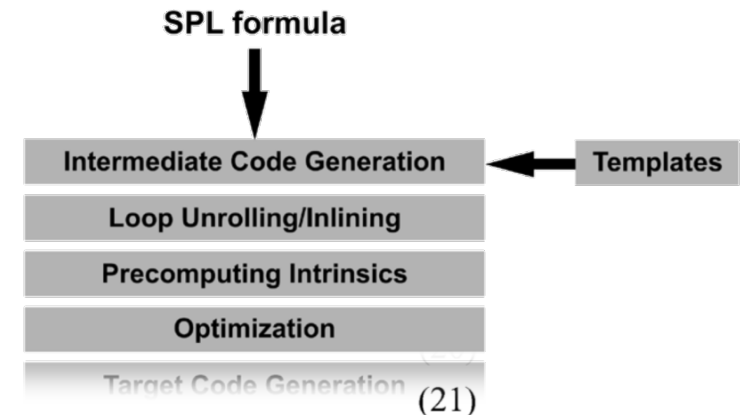 SPL formula
Intermediate Code Generation
Templates
Loop Unrolling/Inlining
Precomputing Intrinsics
Optimization
Target Code Generation
(21)